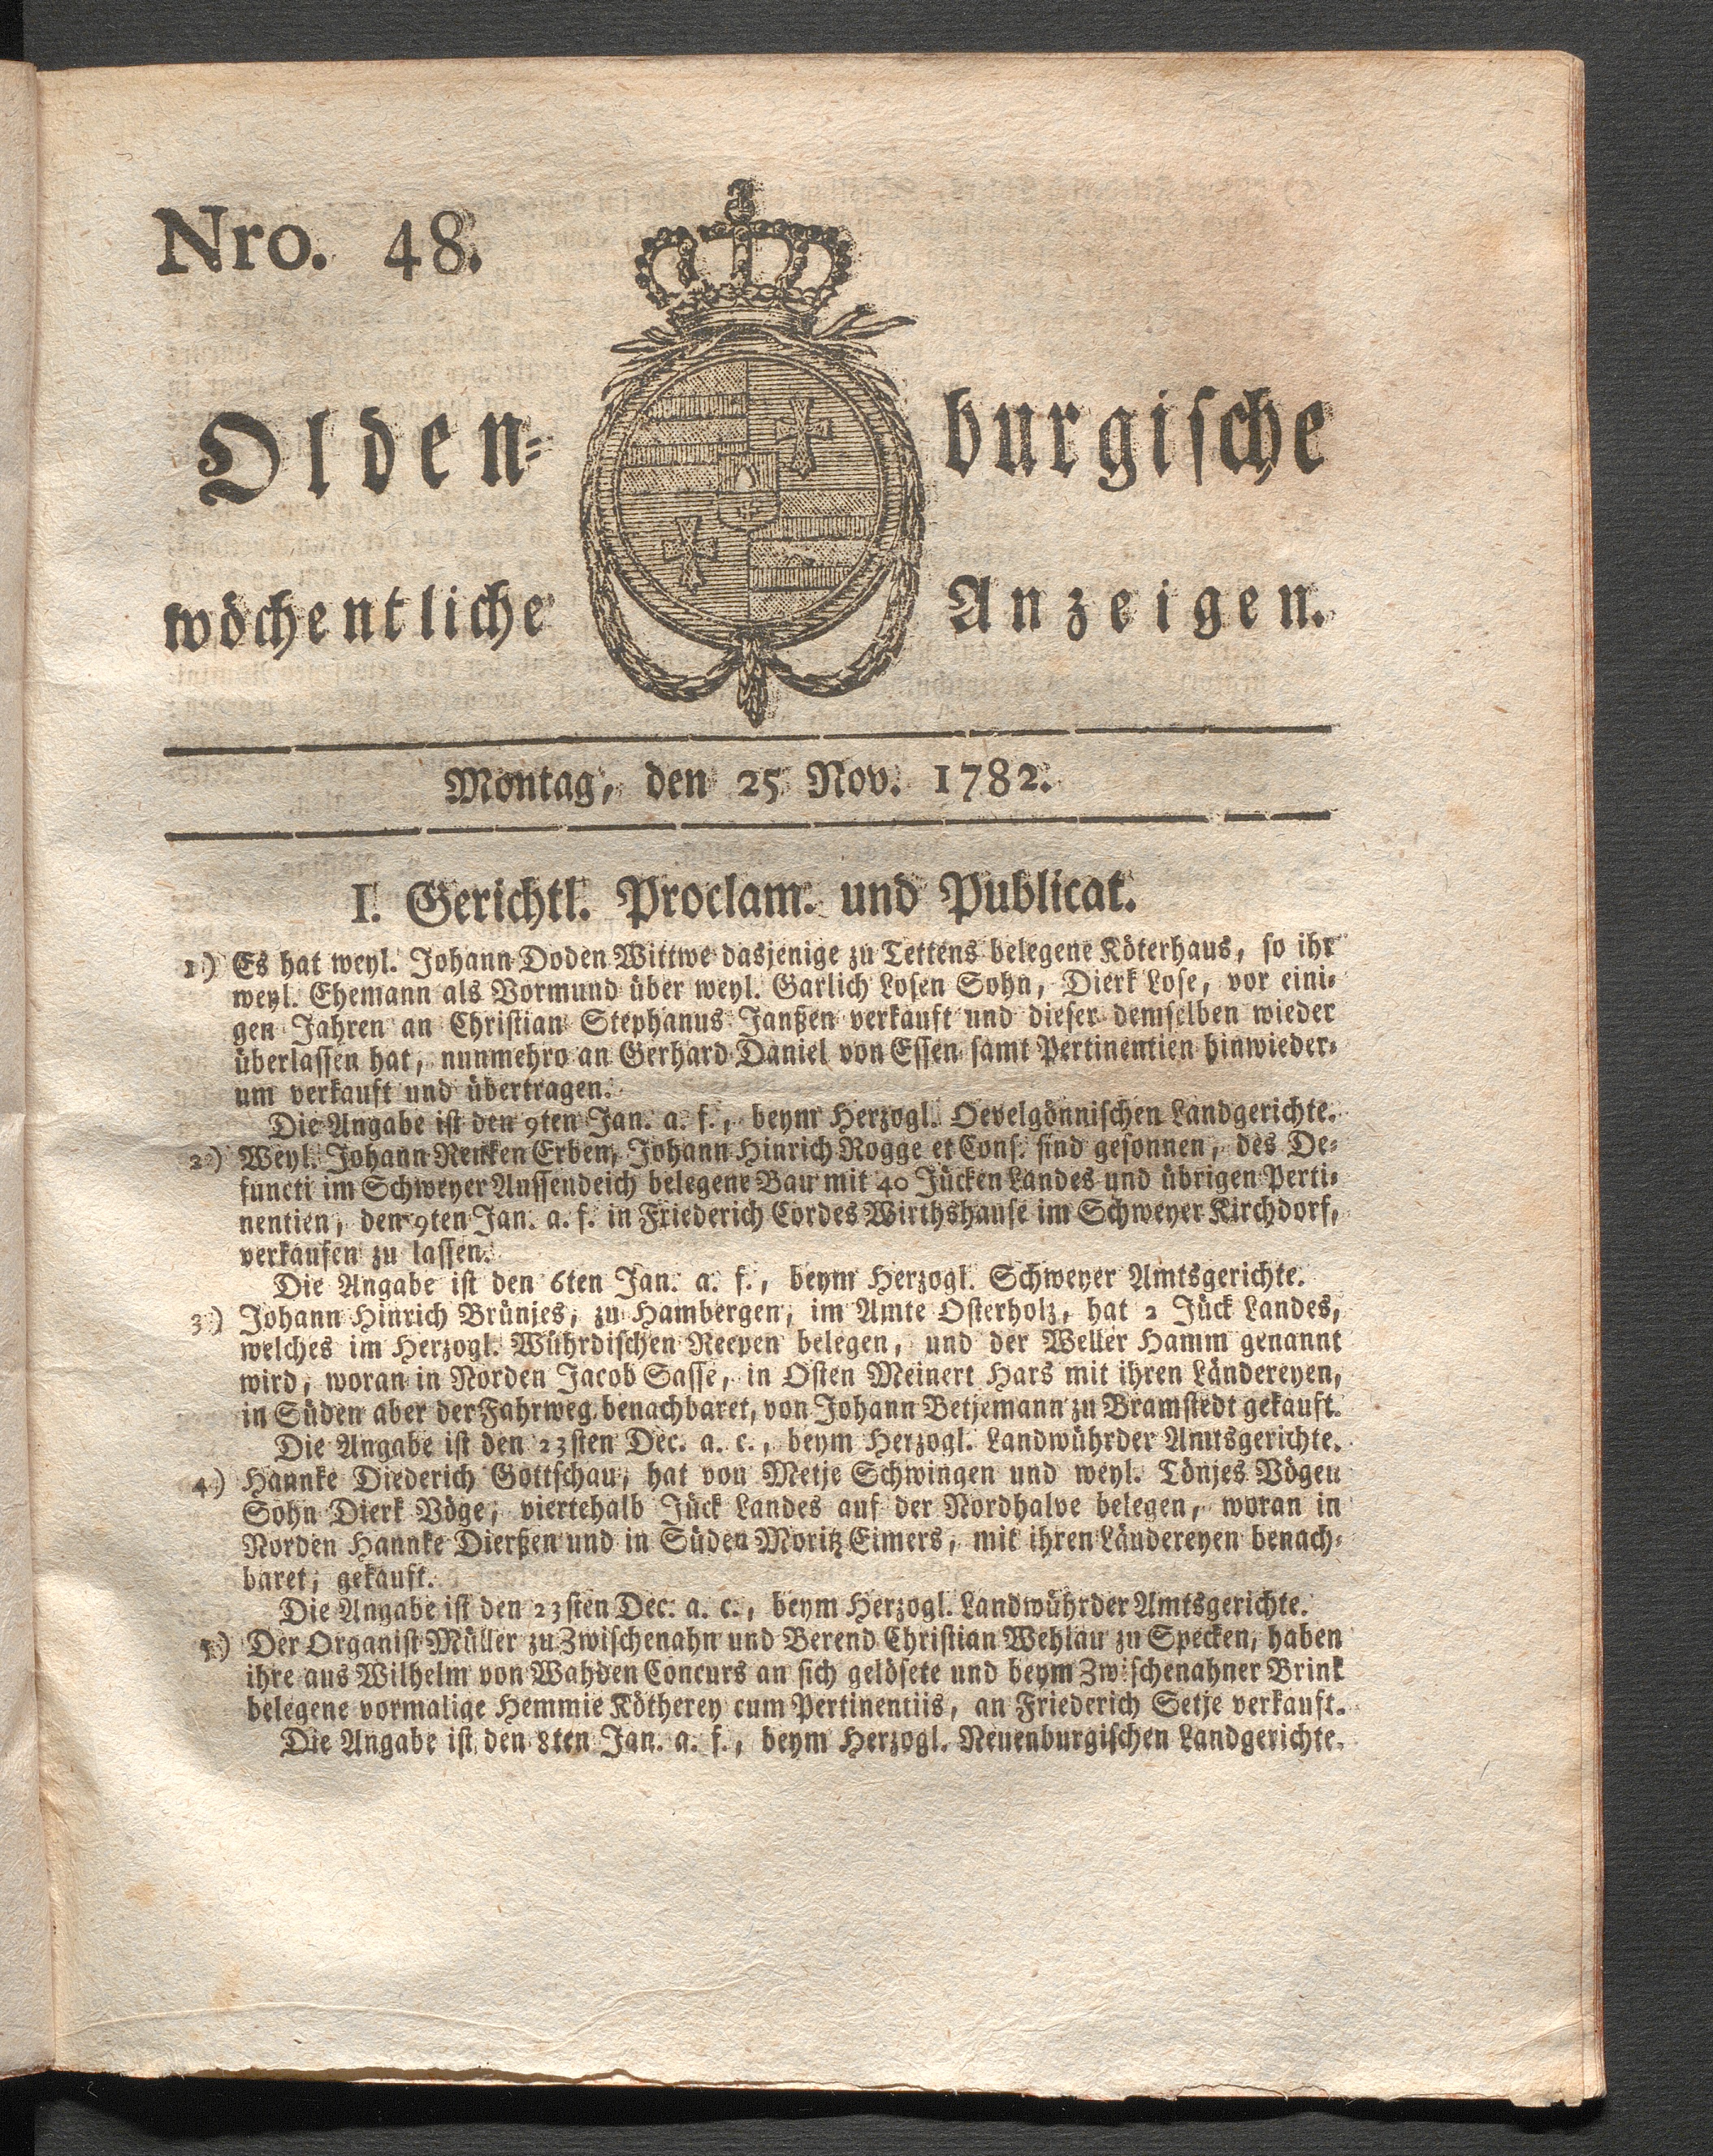 Nro. 48.
Olden-burgische
wöchentliche Anzeigen.
Montag, den 25 Nov. 1782.
I. Gerichtl. Proclam. und Publicat.
1) Es hat weyl. Johann Doden Wittwe dasjenige zu Tettens belegene Köterhaus, so ihr
weyl. Ehemann als Vormund über weyl. Garlich Losen Sohn, Dierk Lose, vor eini-
gen Jahren an Christian Stephanus Janßen verkauft und dieser demselben wieder
überlassen hat, nunmehro an Gerhard Daniel von Essen samt Pertinentien hinwieder-
um verkauft und übertragen.
Die Angabe ist den 9ten Jan. a. f., beym Herzogl. Oevelgönnischen Landgerichte.
2) Weyl. Johann Renken Erben, Johann Hinrich Rogge et Cons. sind gesonnen, des De-
functi im Schweyer Aussendeich belegene Bau mit 40 Jücken Landes und übrigen Perti-
nentien, den 9ten Jan. a. f. in Friederich Cordes Wirthshause im Schweyer Kirchdorf,
verkaufen zu lassen.
Die Angabe ist den 6ten Jan. a. f., beym Herzogl. Schweyer Amtsgerichte.
3) Johann Hinrich Brünjes, zu Hambergen, im Amte Osterholz, hat 2 Jück Landes,
welches im Herzogl. Wührdischen Reepen belegen, und der Weller Hamm genannt
wird, woran in Norden Jacob Sasse, in Osten Meinert Hars mit ihren Ländereyen,
in Süden aber der Fahrweg benachbaret, von Johann Betjemann zu Bramstedt gekauft.
Die Angabe ist den 23sten Dec. a. c., beym Herzogl. Landwührder Amtsgerichte.
4) Hannke Diederich Gottschau, hat von Metje Schwingen und weyl. Tönjes Vögen
Sohn Dierk Vöge, viertehalb Jück Landes auf der Nordhalve belegen, woran in
Norden Hannke Dierßen und in Süden Moritz Eimers, mit ihren Ländereyen benach-
baret, gekauft.
Die Angabe ist den 23sten Dec. a. c., beym Herzogl. Landwührder Amtsgerichte.
5) Der Organist Müller zu Zwischenahn und Berend Christian Wehlau zu Specken, haben
ihre aus Wilhelm von Wahden Concurs an sich gelösete und beym Zwischenahner Brink
belegene vormalige Hemmie Kötherey cum Pertinentiis, an Friederich Setje verkauft.
Die Angabe ist den 8ten Jan. a. f., beym Herzogl. Neuenburgischen Landgerichte.